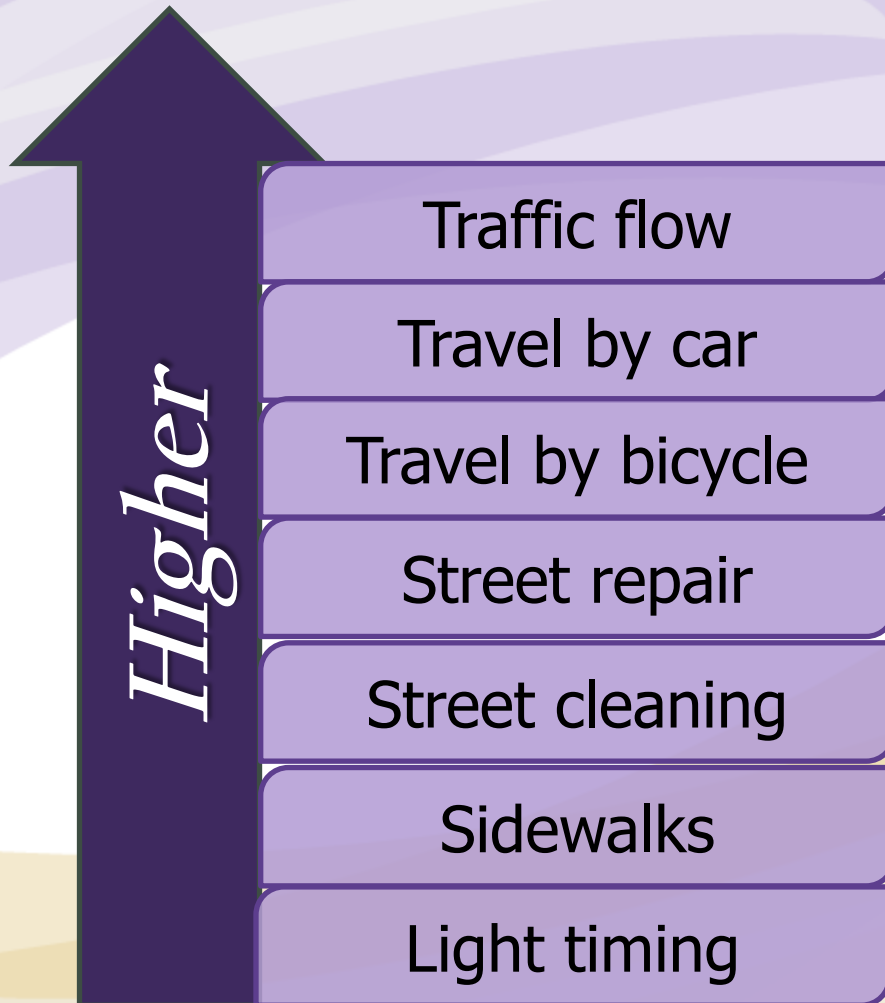 Higher
Traffic flow
Travel by car
Travel by bicycle
Street repair
Street cleaning
Sidewalks
Light timing